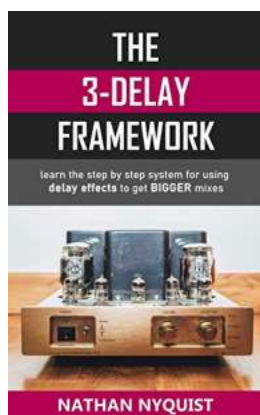 THE
3-DELAY
FRAMEWORK
learn the step by step system for using
delay effects to get BIGGER mixes
NATHAN NYQUIST